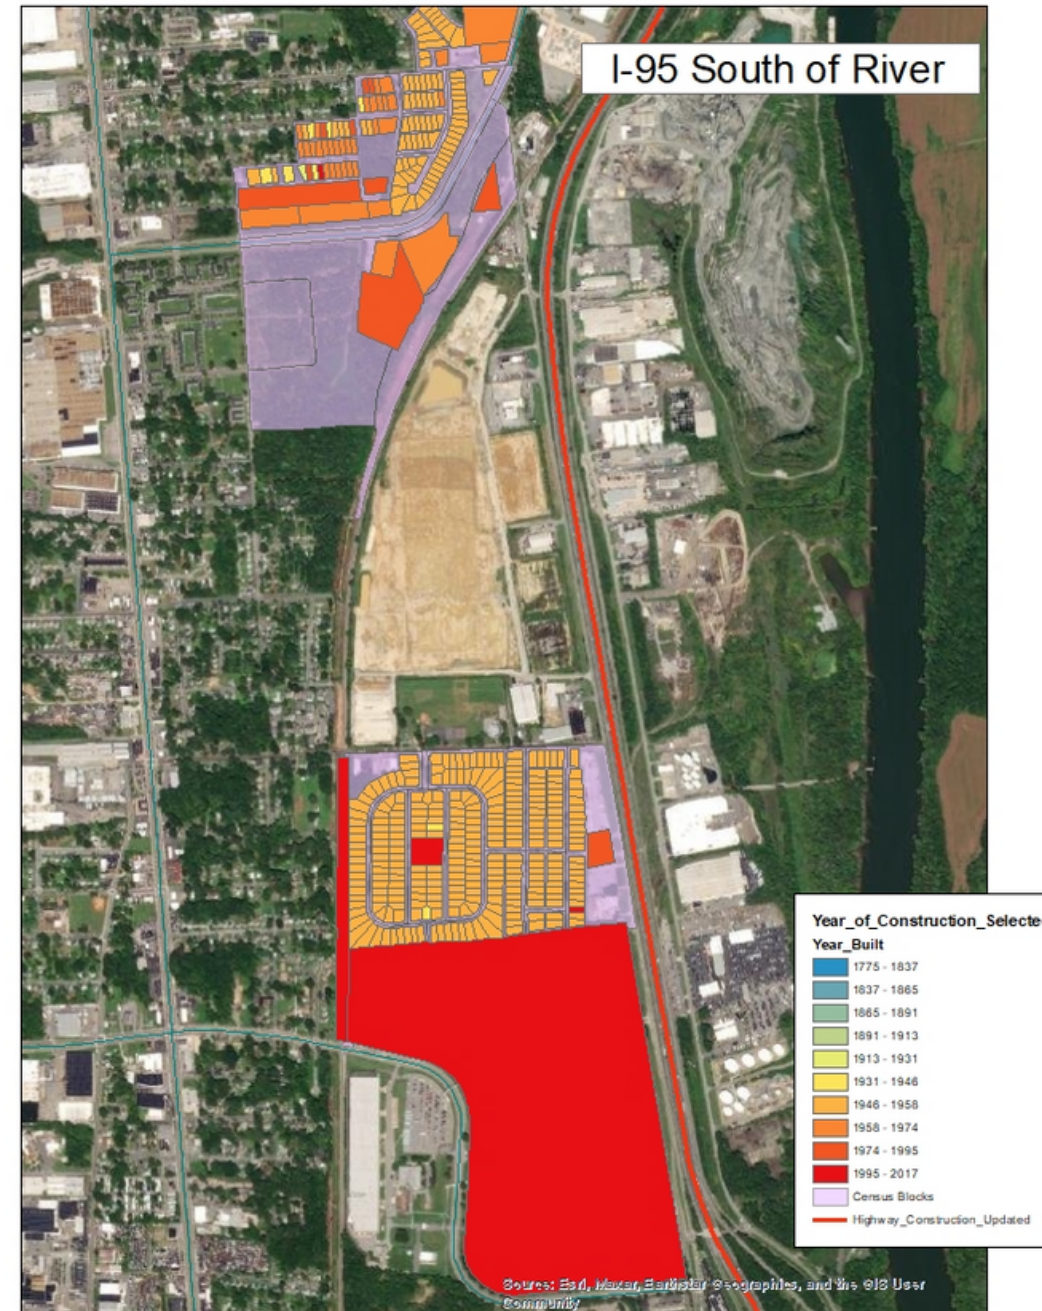 I-95 South of River
Year_of_Construction_Selecte
Year_Built
1775 - 1837
1837 - 1865
1865 - 1891
1891 - 1913
1913 - 1931
1931 - 1946
1946 - 1958
1958 - 1974
1974 - 1995
1995 - 2017
Census Blocks
Highway_Construction_Updated
Source: Esri, Maxar, Earthstar Geographics, and the GIS User
Community